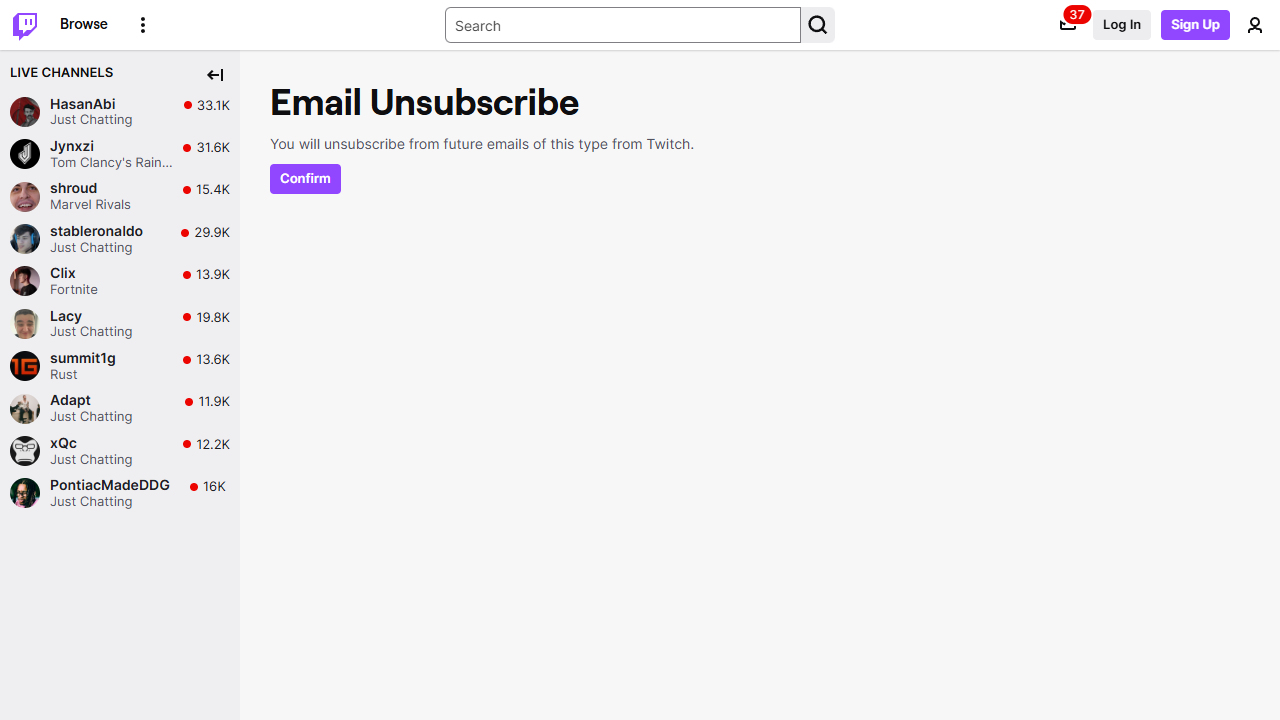 Browse
Search
37
Log In
Sign Up
LIVE CHANNELS
HasanAbi
33.1K
Just Chatting
Jynxzi
31.6K
Tom Clancy's Rain...
shroud
15.4K
Marvel Rivals
stableronaldo
29.9K
Just Chatting
Clix
13.9K
Fortnite
Lacy
19.8K
Just Chatting
summit1g
13.6K
Rust
Adapt
11.9K
Just Chatting
xQc
12.2K
Just Chatting
PontiacMadeDDG
16K
Just Chatting
Email Unsubscribe
You will unsubscribe from future emails of this type from Twitch.
Confirm